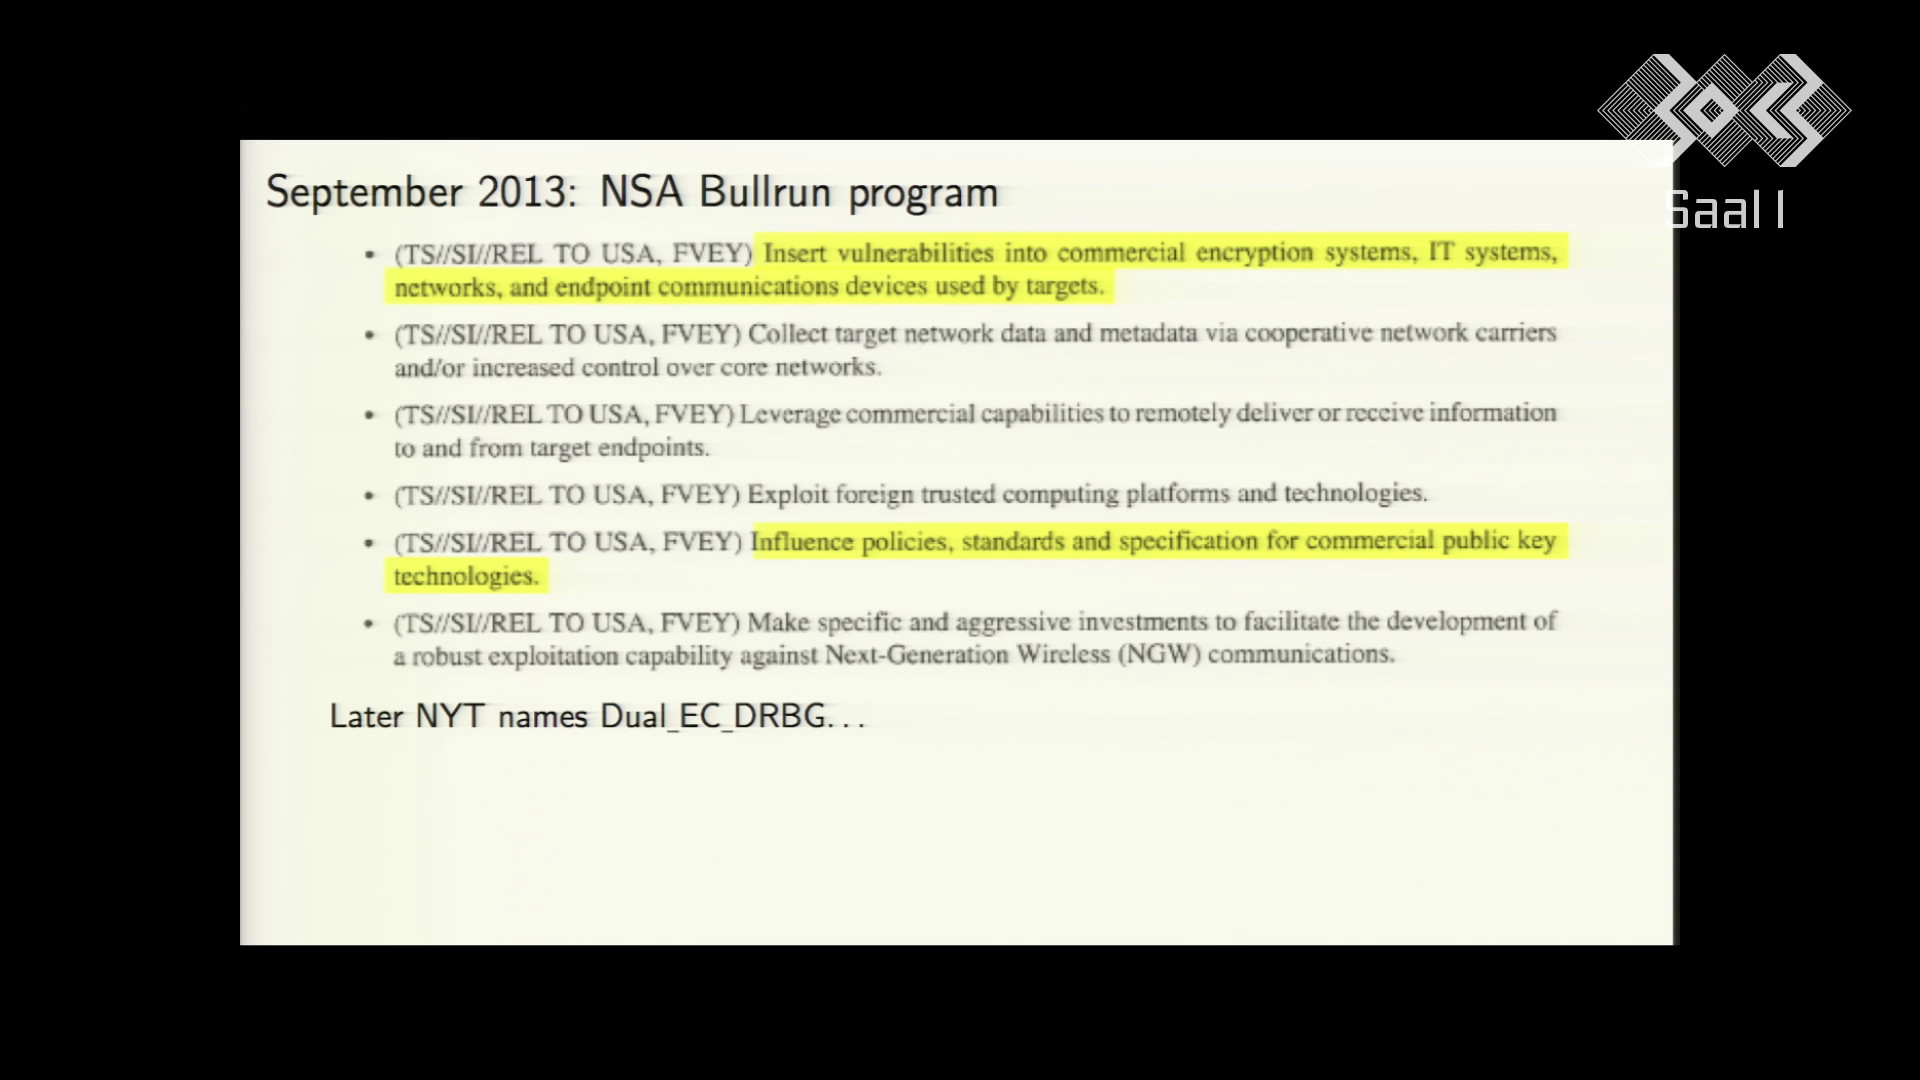 Saal 1
September 2013: NSA Bullrun program
• (TS//SI//REL TO USA, FVEY) Insert vulnerabilities into commercial encryption systems, IT systems,
networks, and endpoint communications devices used by targets.
• (TS//SI//REL TO USA, FVEY) Collect target network data and metadata via cooperative network carriers
and/or increased control over core networks.
• (TS//SI//REL TO USA, FVEY) Leverage commercial capabilities to remotely deliver or receive information
to and from target endpoints.
• (TS//SI//REL TO USA, FVEY) Exploit foreign trusted computing platforms and technologies.
• (TS//SI//REL TO USA, FVEY) Influence policies, standards and specification for commercial public key
technologies.
• (TS//SI//REL TO USA, FVEY) Make specific and aggressive investments to facilitate the development of
a robust exploitation capability against Next-Generation Wireless (NGW) communications.
Later NYT names Dual_EC_DRBG...